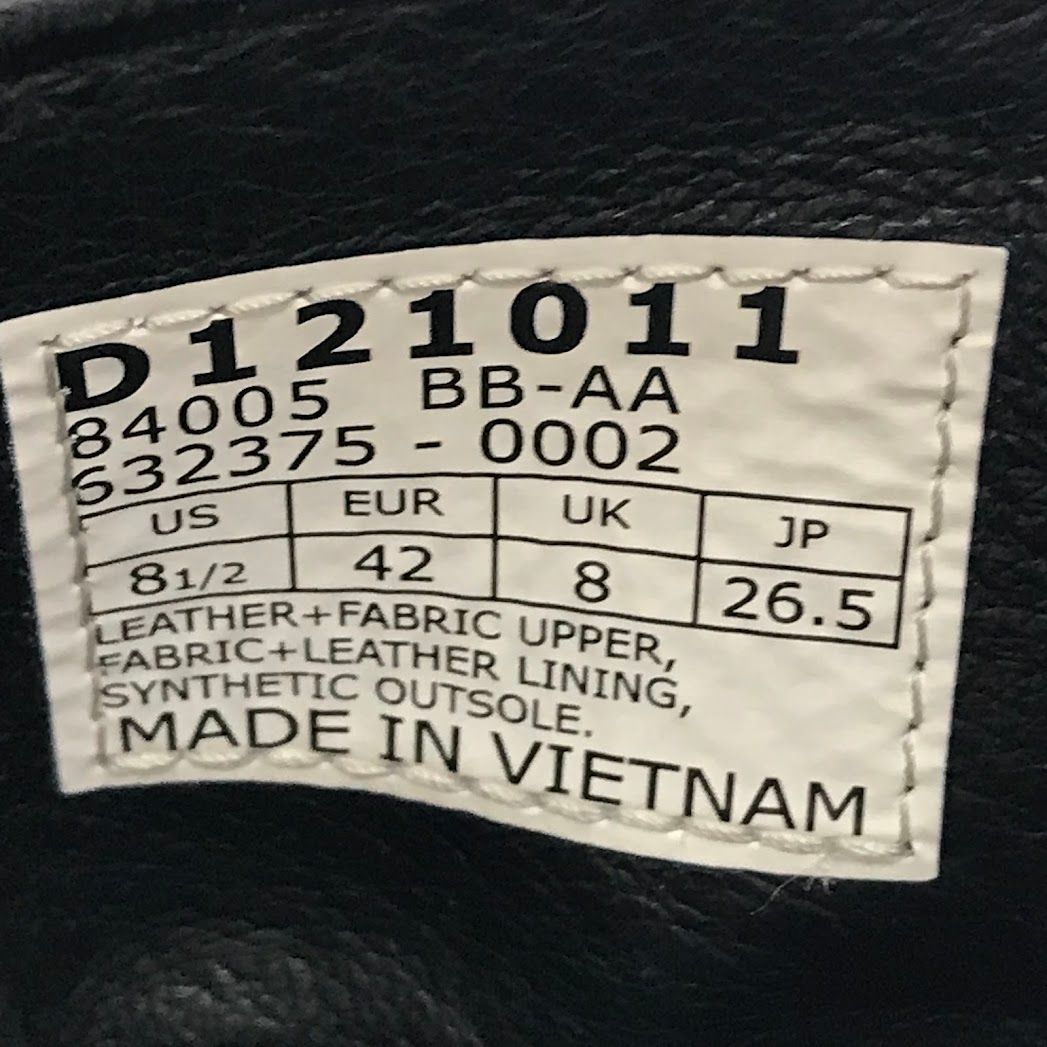 D121011
84005 BB-AA
632375 - 0002
US EUR UK JP
8 1/2 42 8 26.5
LEATHER+FABRIC UPPER,
FABRIC+LEATHER LINING,
SYNTHETIC OUTSOLE.
MADE IN VIETNAM